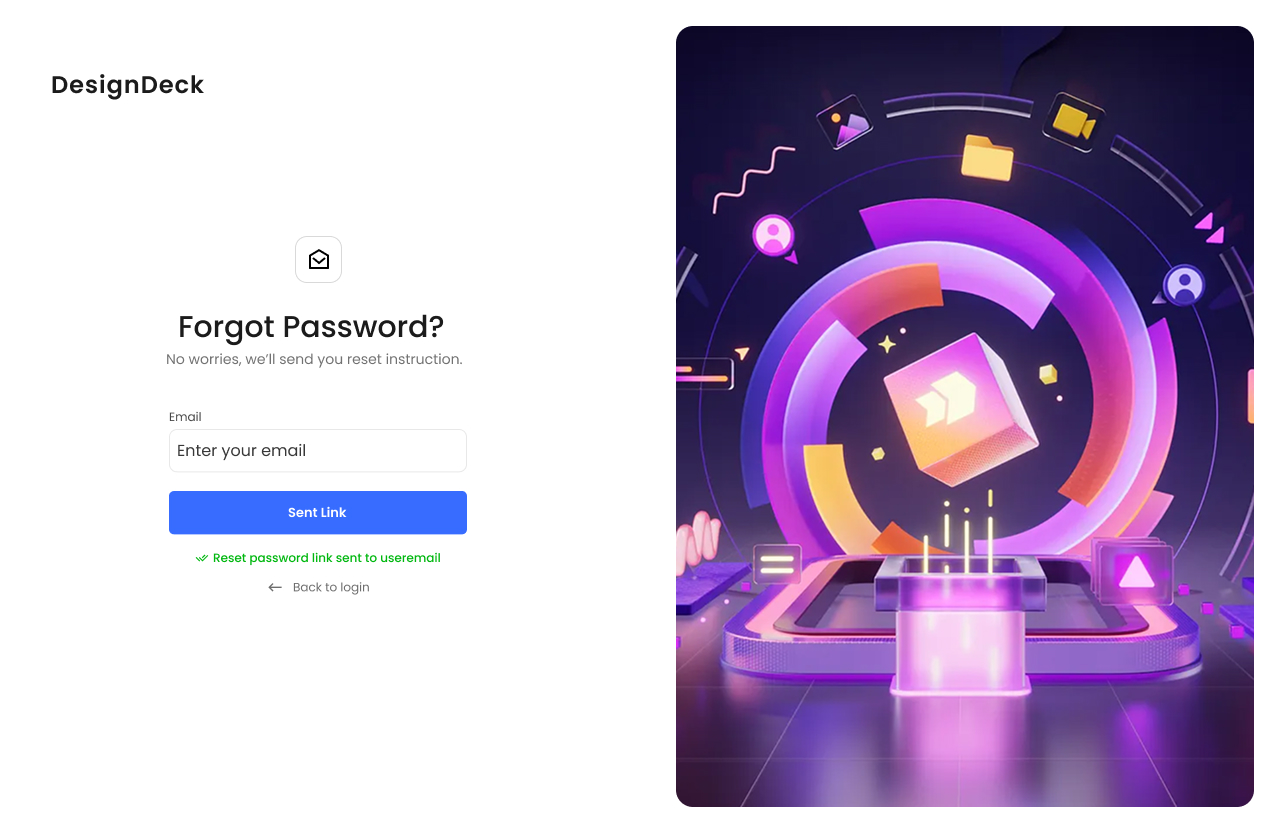 DesignDeck
Forgot Password?
No worries, we’ll send you reset instruction.
Email
Enter your email
Sent Link
Reset password link sent to useremail
Back to login